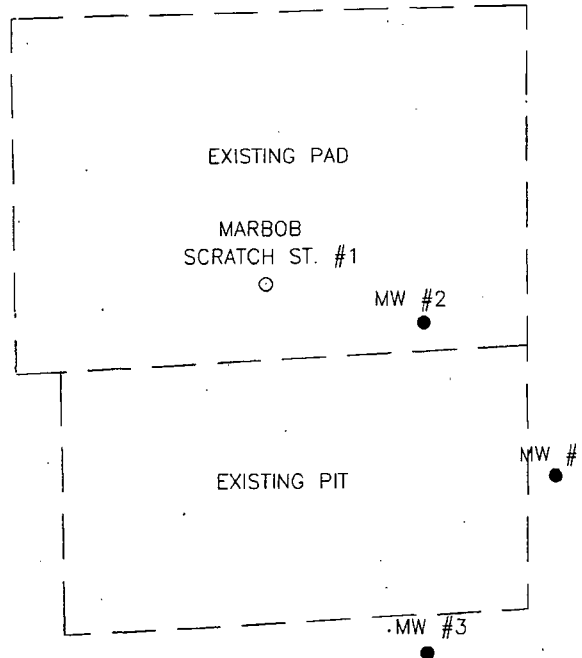 EXISTING PAD
MARBOB
SCRATCH ST. #1
MW #2
MW #
EXISTING PIT
MW #3